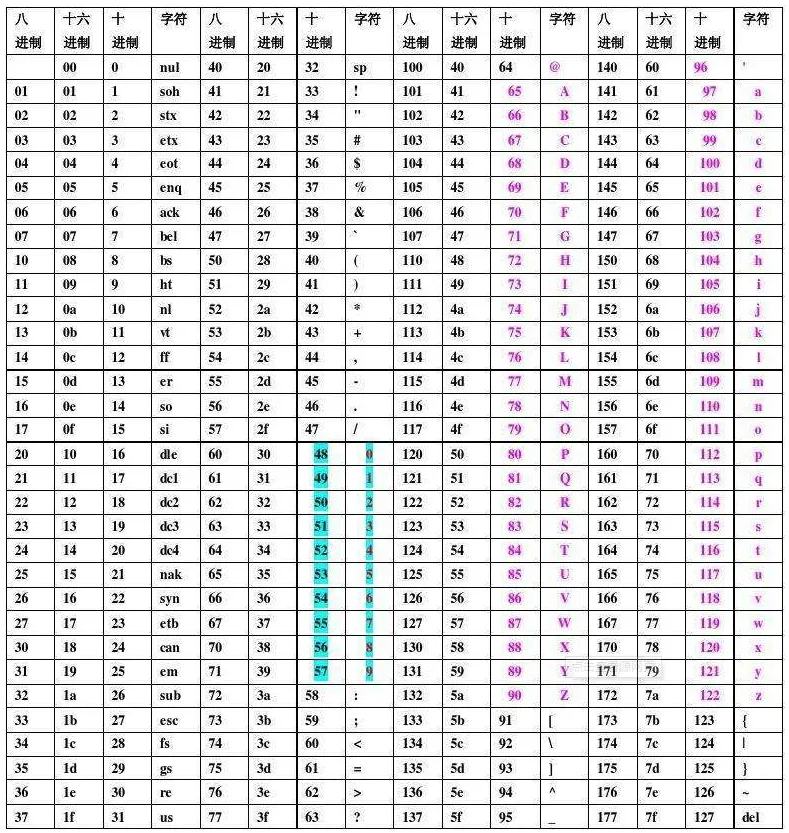 八 十六 十 字符 八 十六 十 字符 八 十六 十 字符 八 十六 十 字符
进制 进制 进制 进制 进制 进制 进制 进制 进制 进制 进制 进制
00 0 nul 40 20 32 sp 100 40 64 @ 140 60 96 '
01 01 1 soh 41 21 33 ! 101 41 65 A 141 61 97 a
02 02 2 stx 42 22 34 " 102 42 66 B 142 62 98 b
03 03 3 etx 43 23 35 # 103 43 67 C 143 63 99 c
04 04 4 eot 44 24 36 $ 104 44 68 D 144 64 100 d
05 05 5 enq 45 25 37 % 105 45 69 E 145 65 101 e
06 06 6 ack 46 26 38 & 106 46 70 F 146 66 102 f
07 07 7 bel 47 27 39 ` 107 47 71 G 147 67 103 g
10 08 8 bs 50 28 40 ( 110 48 72 H 150 68 104 h
11 09 9 ht 51 29 41 ) 111 49 73 I 151 69 105 i
12 0a 10 nl 52 2a 42 * 112 4a 74 J 152 6a 106 j
13 0b 11 vt 53 2b 43 + 113 4b 75 K 153 6b 107 k
14 0c 12 ff 54 2c 44 , 114 4c 76 L 154 6c 108 l
15 0d 13 er 55 2d 45 - 115 4d 77 M 155 6d 109 m
16 0e 14 so 56 2e 46 . 116 4e 78 N 156 6e 110 n
17 0f 15 si 57 2f 47 / 117 4f 79 O 157 6f 111 o
20 10 16 dle 60 30 48 0 120 50 80 P 160 70 112 p
21 11 17 dc1 61 31 49 1 121 51 81 Q 161 71 113 q
22 12 18 dc2 62 32 50 2 122 52 82 R 162 72 114 r
23 13 19 dc3 63 33 51 3 123 53 83 S 163 73 115 s
24 14 20 dc4 64 34 52 4 124 54 84 T 164 74 116 t
25 15 21 nak 65 35 53 5 125 55 85 U 165 75 117 u
26 16 22 syn 66 36 54 6 126 56 86 V 166 76 118 v
27 17 23 etb 67 37 55 7 127 57 87 W 167 77 119 w
30 18 24 can 70 38 56 8 130 58 88 X 170 78 120 x
31 19 25 em 71 39 57 9 131 59 89 Y 171 79 121 y
32 1a 26 sub 72 3a 58 : 132 5a 90 Z 172 7a 122 z
33 1b 27 esc 73 3b 59 ; 133 5b 91 [ 173 7b 123 {
34 1c 28 fs 74 3c 60 < 134 5c 92 \ 174 7c 124 |
35 1d 29 gs 75 3d 61 = 135 5d 93 ] 175 7d 125 }
36 1e 30 re 76 3e 62 > 136 5e 94 ^ 176 7e 126 ~
37 1f 31 us 77 3f 63 ? 137 5f 95 _ 177 7f 127 del